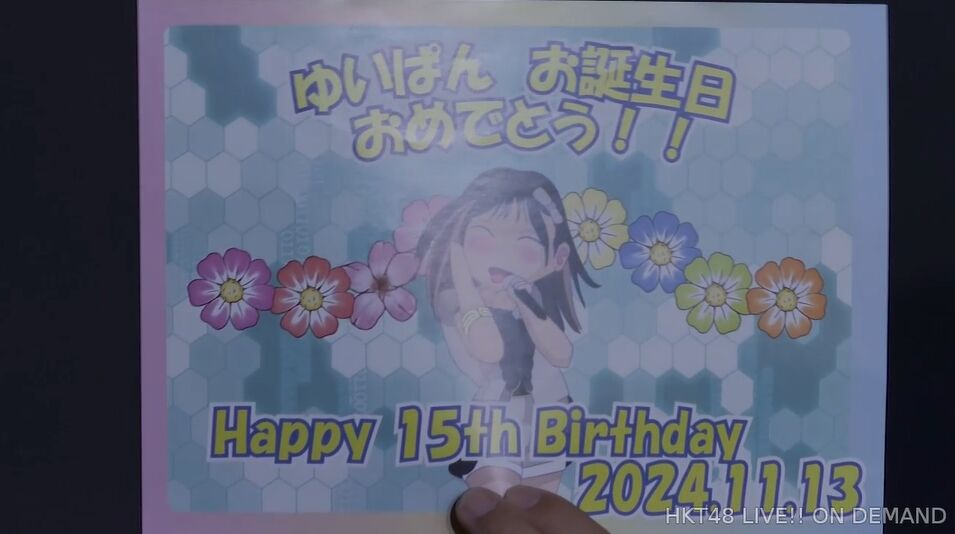 ゆいぱん お誕生日
おめでとう！！
Happy 15th Birthday
2024.11.13
HKT48 LIVE!! ON DEMAND